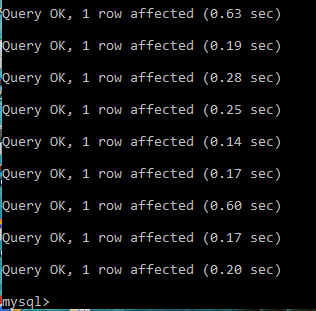 Query OK, 1 row affected (0.63 sec)
Query OK, 1 row affected (0.19 sec)
Query OK, 1 row affected (0.28 sec)
Query OK, 1 row affected (0.25 sec)
Query OK, 1 row affected (0.14 sec)
Query OK, 1 row affected (0.17 sec)
Query OK, 1 row affected (0.60 sec)
Query OK, 1 row affected (0.17 sec)
Query OK, 1 row affected (0.20 sec)
mysql>